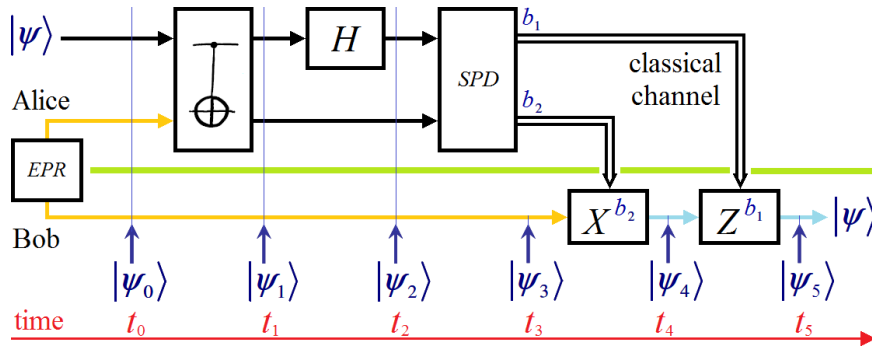 |ψ⟩
H
SPD
b₁
b₂
classical
channel
Alice
EPR
Bob
X^b₂
Z^b₁
|ψ⟩
|ψ₀⟩ |ψ₁⟩ |ψ₂⟩ |ψ₃⟩ |ψ₄⟩ |ψ₅⟩
time t₀ t₁ t₂ t₃ t₄ t₅